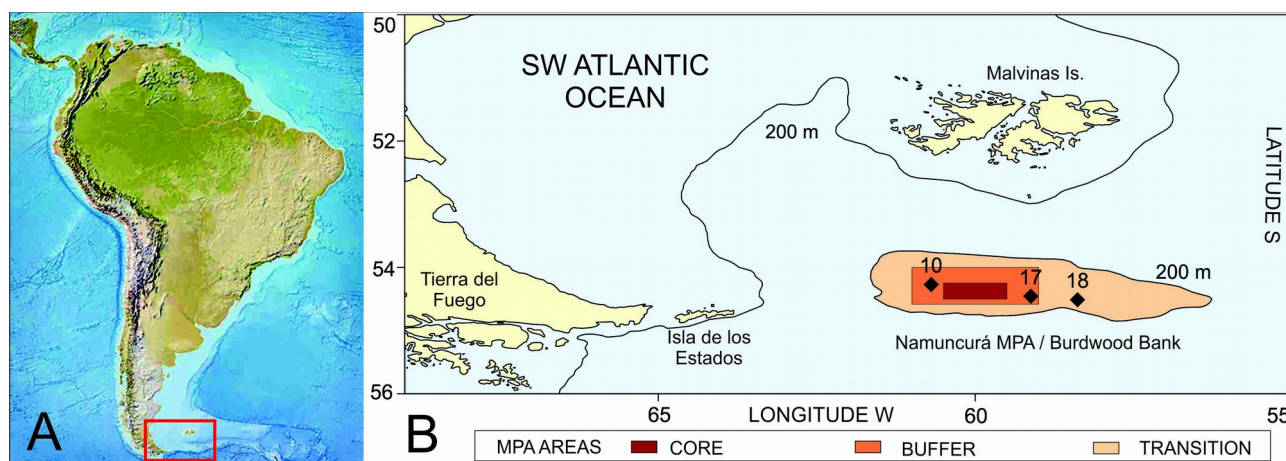 A
B
50
52
54
56
SW ATLANTIC
OCEAN
Malvinas Is.
200 m
LATITUDE S
Tierra del
Fuego
Isla de los
Estados
10
17
18
200 m
Namuncurá MPA / Burdwood Bank
65
LONGITUDE W
60
55
MPA AREAS
CORE
BUFFER
TRANSITION